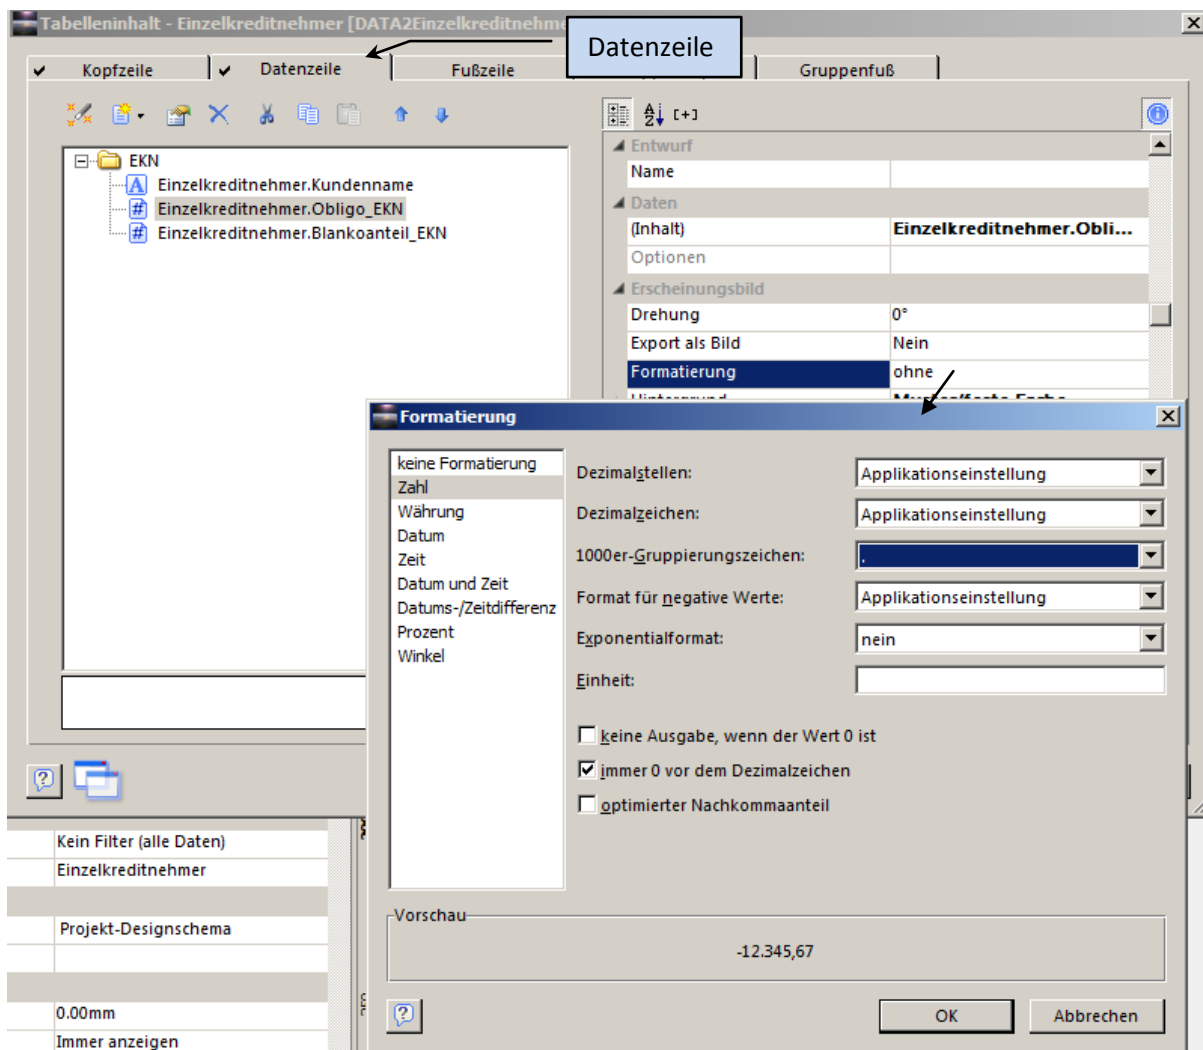 Tabelleninhalt - Einzelkreditnehmer [DATA2Einzelkreditnehme
Datenzeile
Kopfzeile
Datenzeile
Fußzeile
Gruppenfuß
EKN
Einzelkreditnehmer.Kundenname
Einzelkreditnehmer.Obligo_EKN
Einzelkreditnehmer.Blankoanteil_EKN
A Z [+]
Entwurf
Name
Daten
(Inhalt) Einzelkreditnehmer.Obli...
Optionen
Erscheinungsbild
Drehung 0°
Export als Bild Nein
Formatierung ohne
Formatierung
keine Formatierung
Zahl
Währung
Datum
Zeit
Datum und Zeit
Datums-/Zeitdifferenz
Prozent
Winkel
Dezimalstellen: Applikationseinstellung
Dezimalzeichen: Applikationseinstellung
1000er-Gruppierungszeichen: .
Format für negative Werte: Applikationseinstellung
Exponentialformat: nein
Einheit:
keine Ausgabe, wenn der Wert 0 ist
immer 0 vor dem Dezimalzeichen
optimierter Nachkommaanteil
Vorschau
-12.345,67
OK Abbrechen
Kein Filter (alle Daten)
Einzelkreditnehmer
Projekt-Designschema
0.00mm
Immer anzeigen